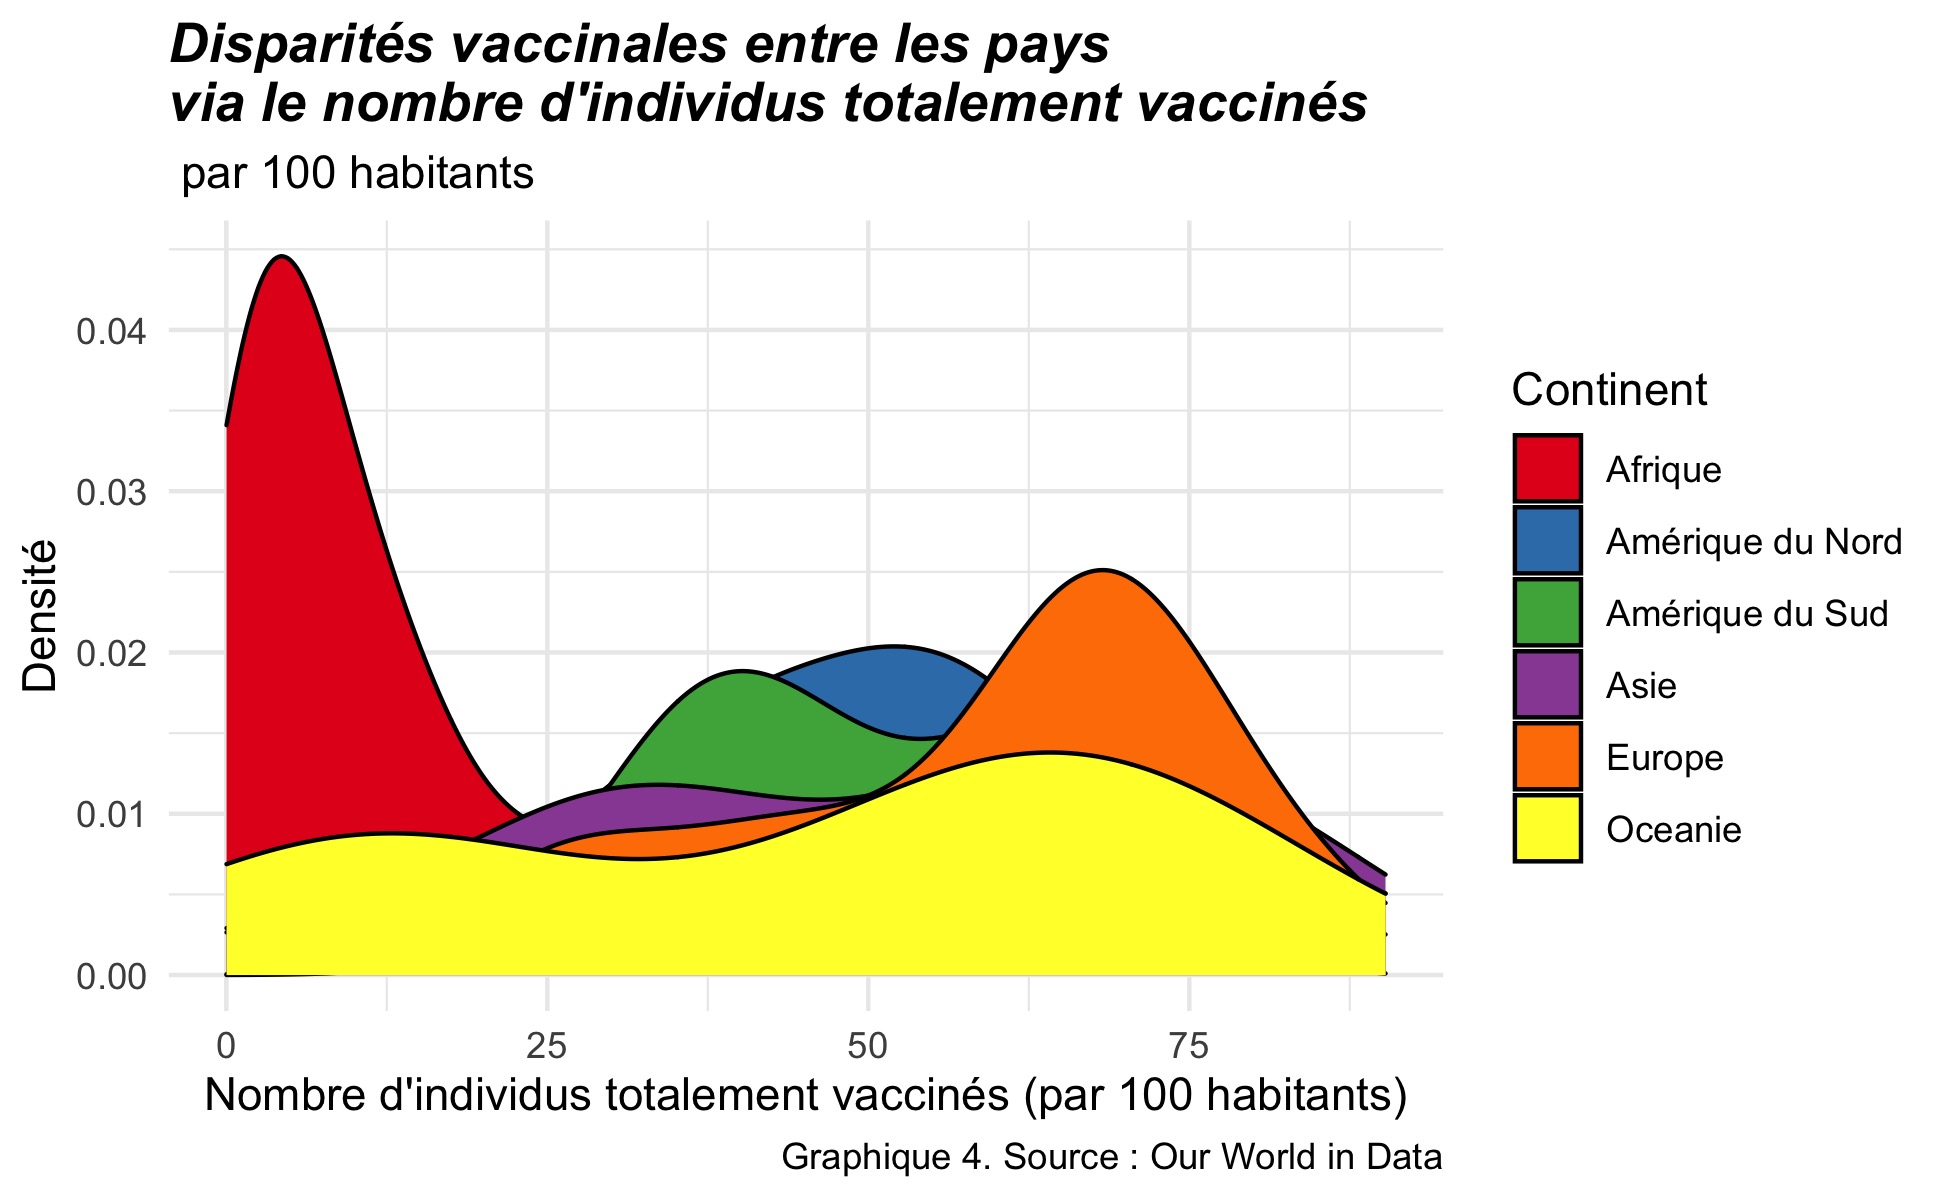 Disparités vaccinales entre les pays
via le nombre d'individus totalement vaccinés
par 100 habitants
Densité
0.04
0.03
0.02
0.01
0.00
0 25 50 75
Nombre d'individus totalement vaccinés (par 100 habitants)
Continent
Afrique
Amérique du Nord
Amérique du Sud
Asie
Europe
Oceanie
Graphique 4. Source : Our World in Data